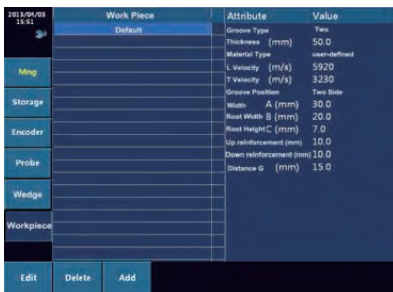 2013/04/03
15:51
Work Piece
Attribute Value
Default
Groove Type Two
Thickness (mm) 50.0
Material Type user-defined
L Velocity (m/s) 5920
T Velocity (m/s) 3230
Groove Position Two Side
Width A (mm) 30.0
Root Width B (mm) 20.0
Root Height C (mm) 7.0
Up reinforcement (mm) 10.0
Down reinforcement (mm) 10.0
Distance G (mm) 15.0
Mng
Storage
Encoder
Probe
Wedge
Workpiece
Edit Delete Add